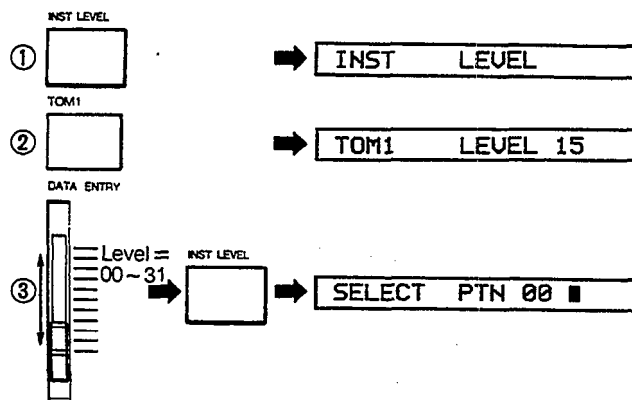 INST LEVEL
① INST LEVEL
TOM1
② TOM1 LEVEL 15
DATA ENTRY
③ Level =
00~31
INST LEVEL
SELECT PTN 00